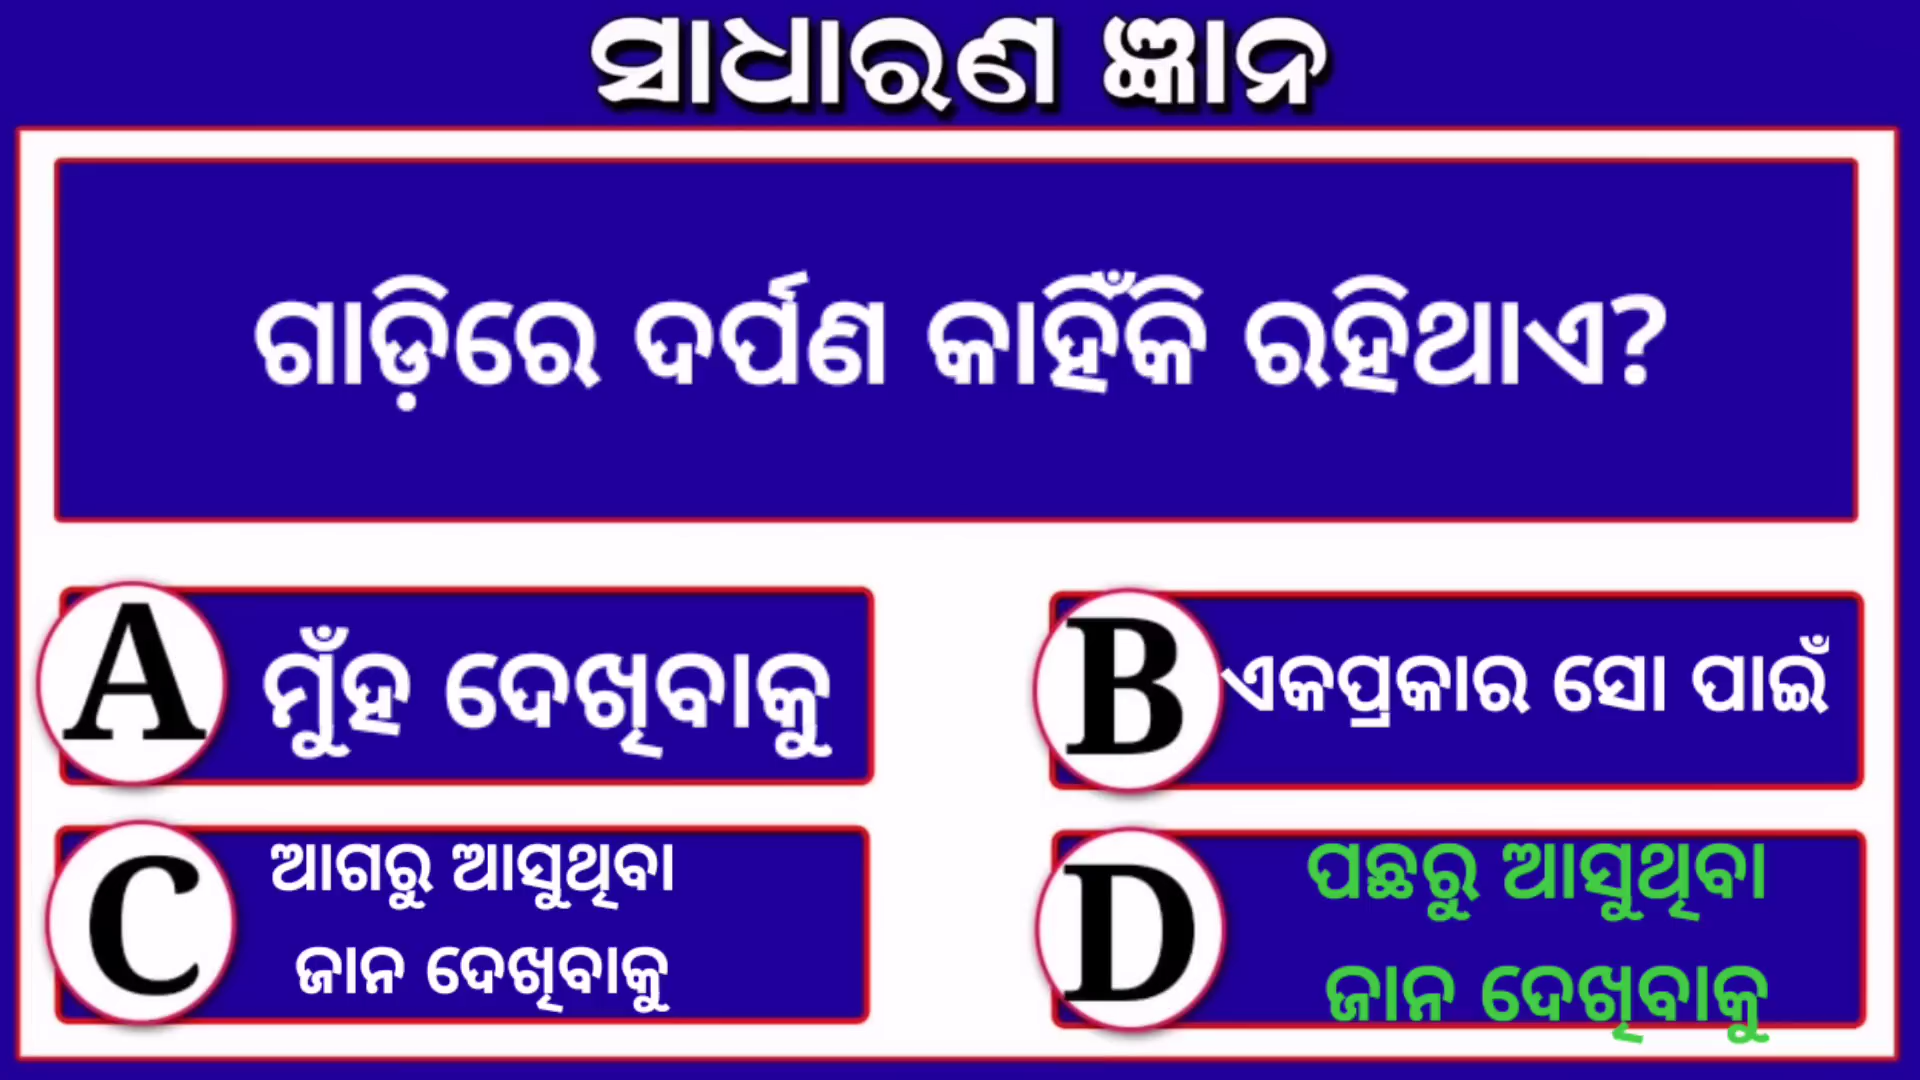 ସାଧାରଣ ଜ୍ଞାନ
ଗାଡ଼ିରେ ଦର୍ପଣ କାହିଁକି ରହିଥାଏ?
A ମୁଁହ ଦେଖିବାକୁ
B ଏକପ୍ରକାର ସୋ ପାଇଁ
C ଆଗରୁ ଆସୁଥିବା
ଜାନ ଦେଖିବାକୁ
D ପଛରୁ ଆସୁଥିବା
ଜାନ ଦେଖିବାକୁ